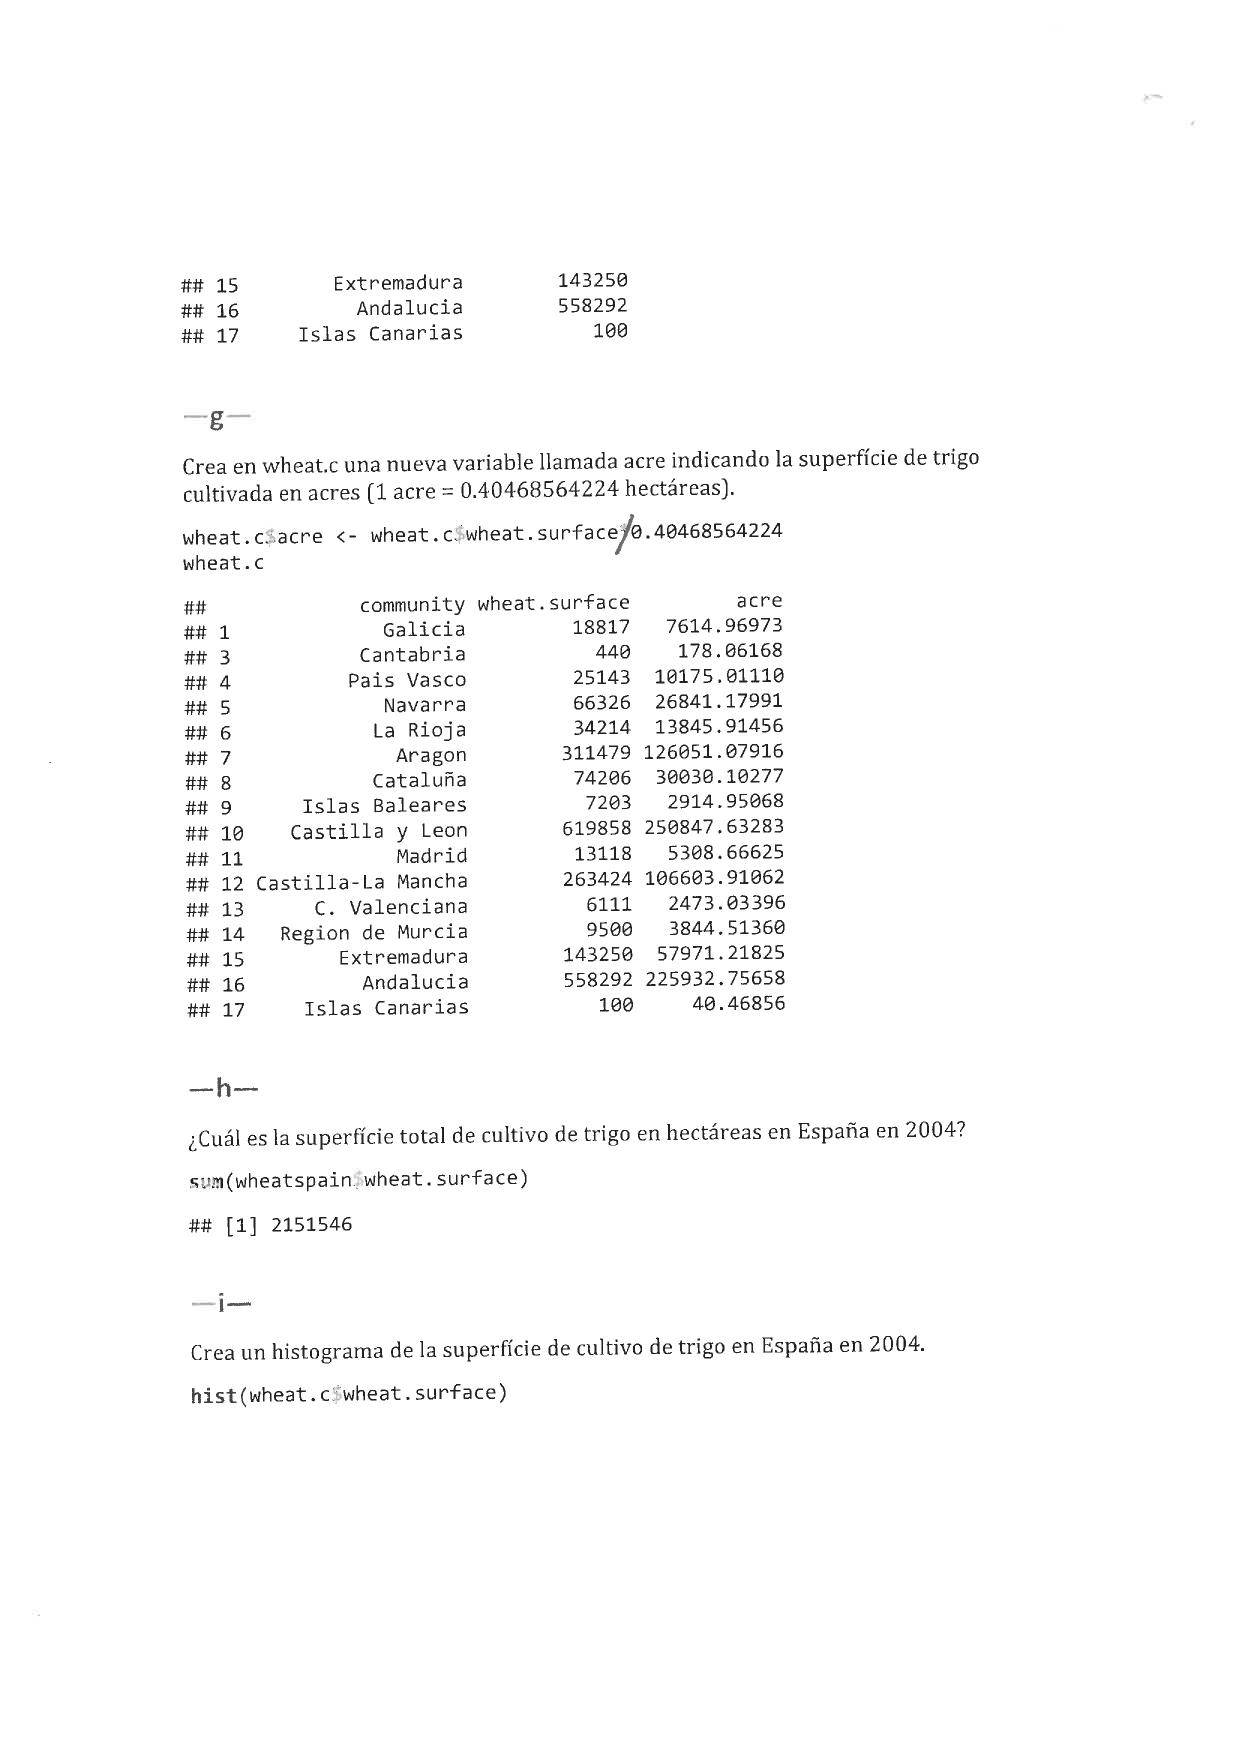 ## 15        Extremadura        143250
## 16          Andalucia        558292
## 17     Islas Canarias           100
—g—
Crea en wheat.c una nueva variable llamada acre indicando la superfície de trigo
cultivada en acres (1 acre = 0.40468564224 hectáreas).
wheat.c$acre <- wheat.c$wheat.surface/0.40468564224
wheat.c
##             community wheat.surface         acre
## 1             Galicia         18817   7614.96973
## 3           Cantabria           440    178.06168
## 4          Pais Vasco         25143  10175.01110
## 5             Navarra         66326  26841.17991
## 6            La Rioja         34214  13845.91456
## 7              Aragon        311479 126051.07916
## 8            Cataluña         74206  30030.10277
## 9      Islas Baleares          7203   2914.95068
## 10    Castilla y Leon        619858 250847.63283
## 11             Madrid         13118   5308.66625
## 12 Castilla-La Mancha        263424 106603.91062
## 13      C. Valenciana          6111   2473.03396
## 14   Region de Murcia          9500   3844.51360
## 15        Extremadura        143250  57971.21825
## 16          Andalucia        558292 225932.75658
## 17     Islas Canarias           100     40.46856
—h—
¿Cuál es la superfície total de cultivo de trigo en hectáreas en España en 2004?
sum(wheatspain$wheat.surface)
## [1] 2151546
—i—
Crea un histograma de la superfície de cultivo de trigo en España en 2004.
hist(wheat.c$wheat.surface)